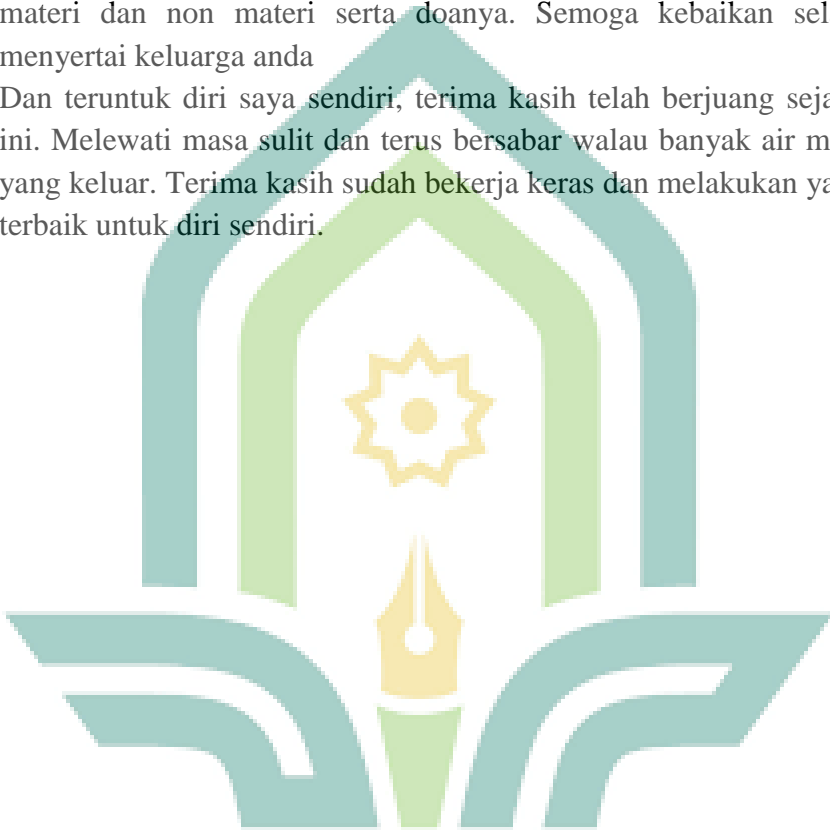 materi dan non materi serta doanya. Semoga kebaikan sel
menyertai keluarga anda
Dan teruntuk diri saya sendiri, terima kasih telah berjuang seja
ini. Melewati masa sulit dan terus bersabar walau banyak air m
yang keluar. Terima kasih sudah bekerja keras dan melakukan ya
terbaik untuk diri sendiri.